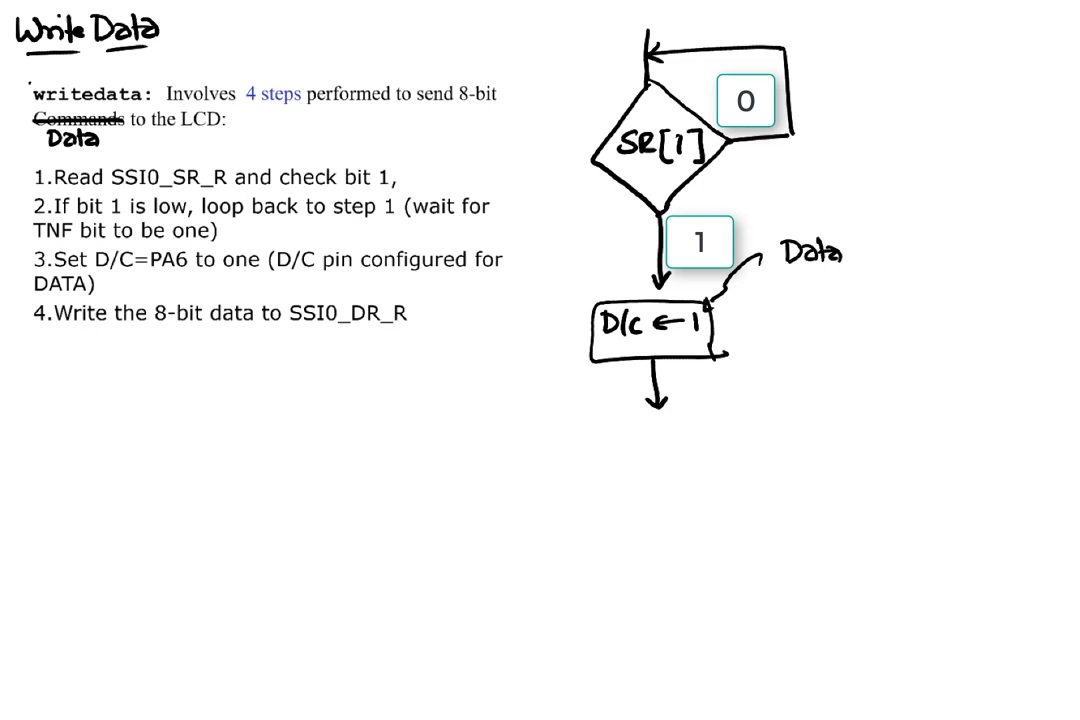 Write Data
writedata: Involves 4 steps performed to send 8-bit
Commands to the LCD:
Data
1.Read SSI0_SR_R and check bit 1,
2.If bit 1 is low, loop back to step 1 (wait for
TNF bit to be one)
3.Set D/C=PA6 to one (D/C pin configured for
DATA)
4.Write the 8-bit data to SSI0_DR_R
0
SR[1]
1
Data
D/C ← 1